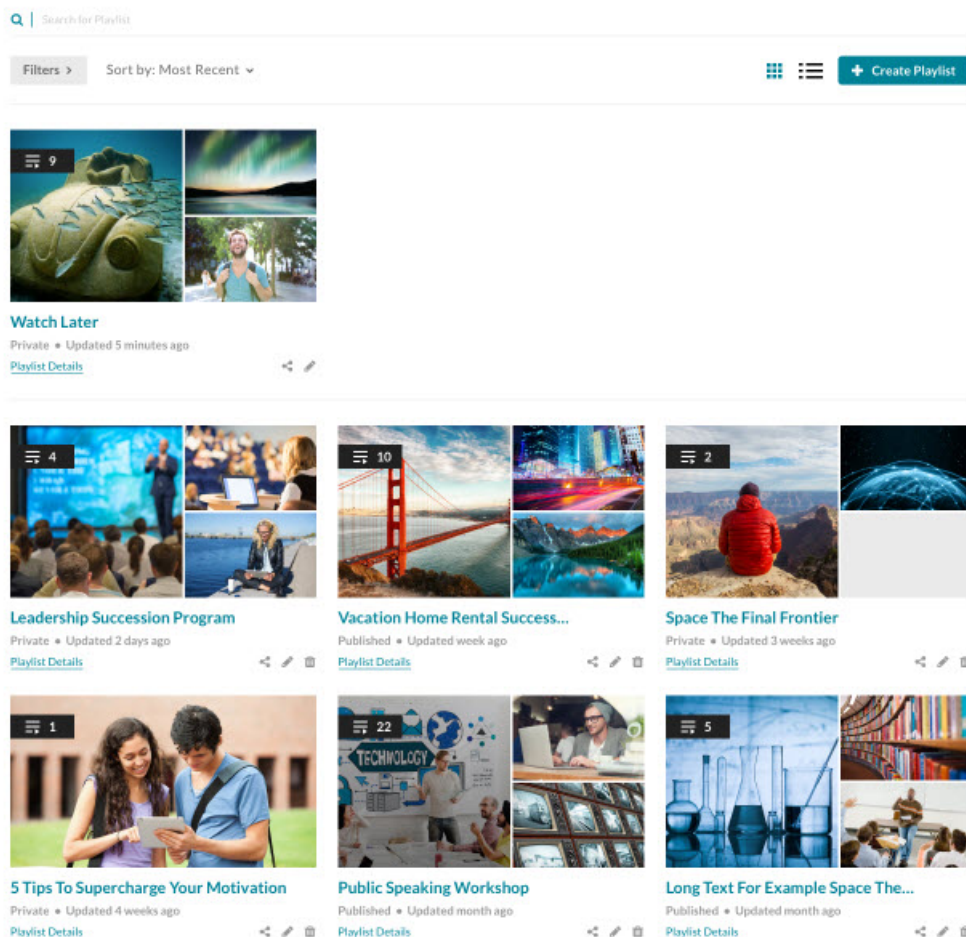 Search for Playlist
Filters >
Sort by: Most Recent
+ Create Playlist
9
Watch Later
Private • Updated 5 minutes ago
Playlist Details
4
10
2
Leadership Succession Program
Vacation Home Rental Success...
Space The Final Frontier
Private • Updated 2 days ago
Published • Updated week ago
Private • Updated 3 weeks ago
Playlist Details
Playlist Details
Playlist Details
1
22
5
TECHNOLOGY
5 Tips To Supercharge Your Motivation
Public Speaking Workshop
Long Text For Example Space The...
Private • Updated 4 weeks ago
Published • Updated month ago
Published • Updated month ago
Playlist Details
Playlist Details
Playlist Details